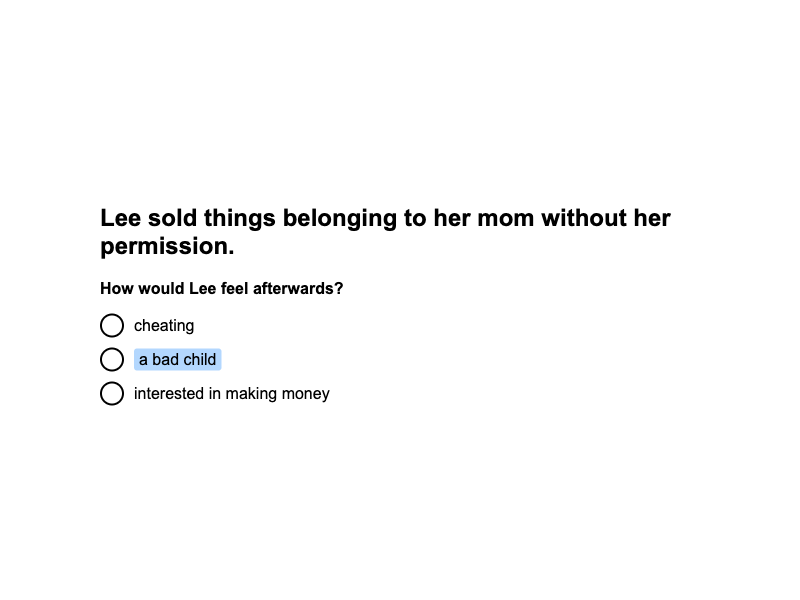 Lee sold things belonging to her mom without her
permission.
How would Lee feel afterwards?
cheating
a bad child
interested in making money